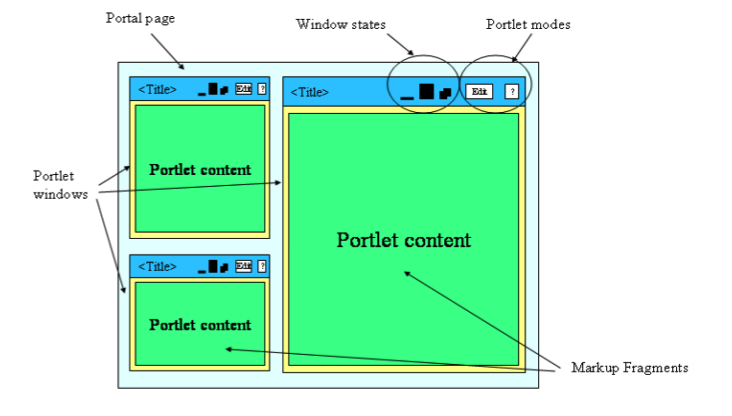 Portal page
Window states
Portlet modes
<Title>
Edit
?
<Title>
Edit
?
Portlet content
Portlet
windows
Portlet content
<Title>
Edit
?
Portlet content
Markup Fragments